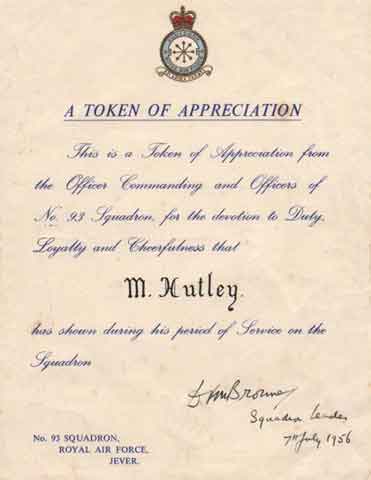 A TOKEN OF APPRECIATION
This is a Token of Appreciation from
the Officer Commanding and Officers of
No. 93 Squadron, for the devotion to Duty,
Loyalty and Cheerfulness that
M. Hutley.
has shown during his period of Service on the
Squadron
Squadron Leader
7th July 1956
No. 93 SQUADRON,
ROYAL AIR FORCE,
JEVER.